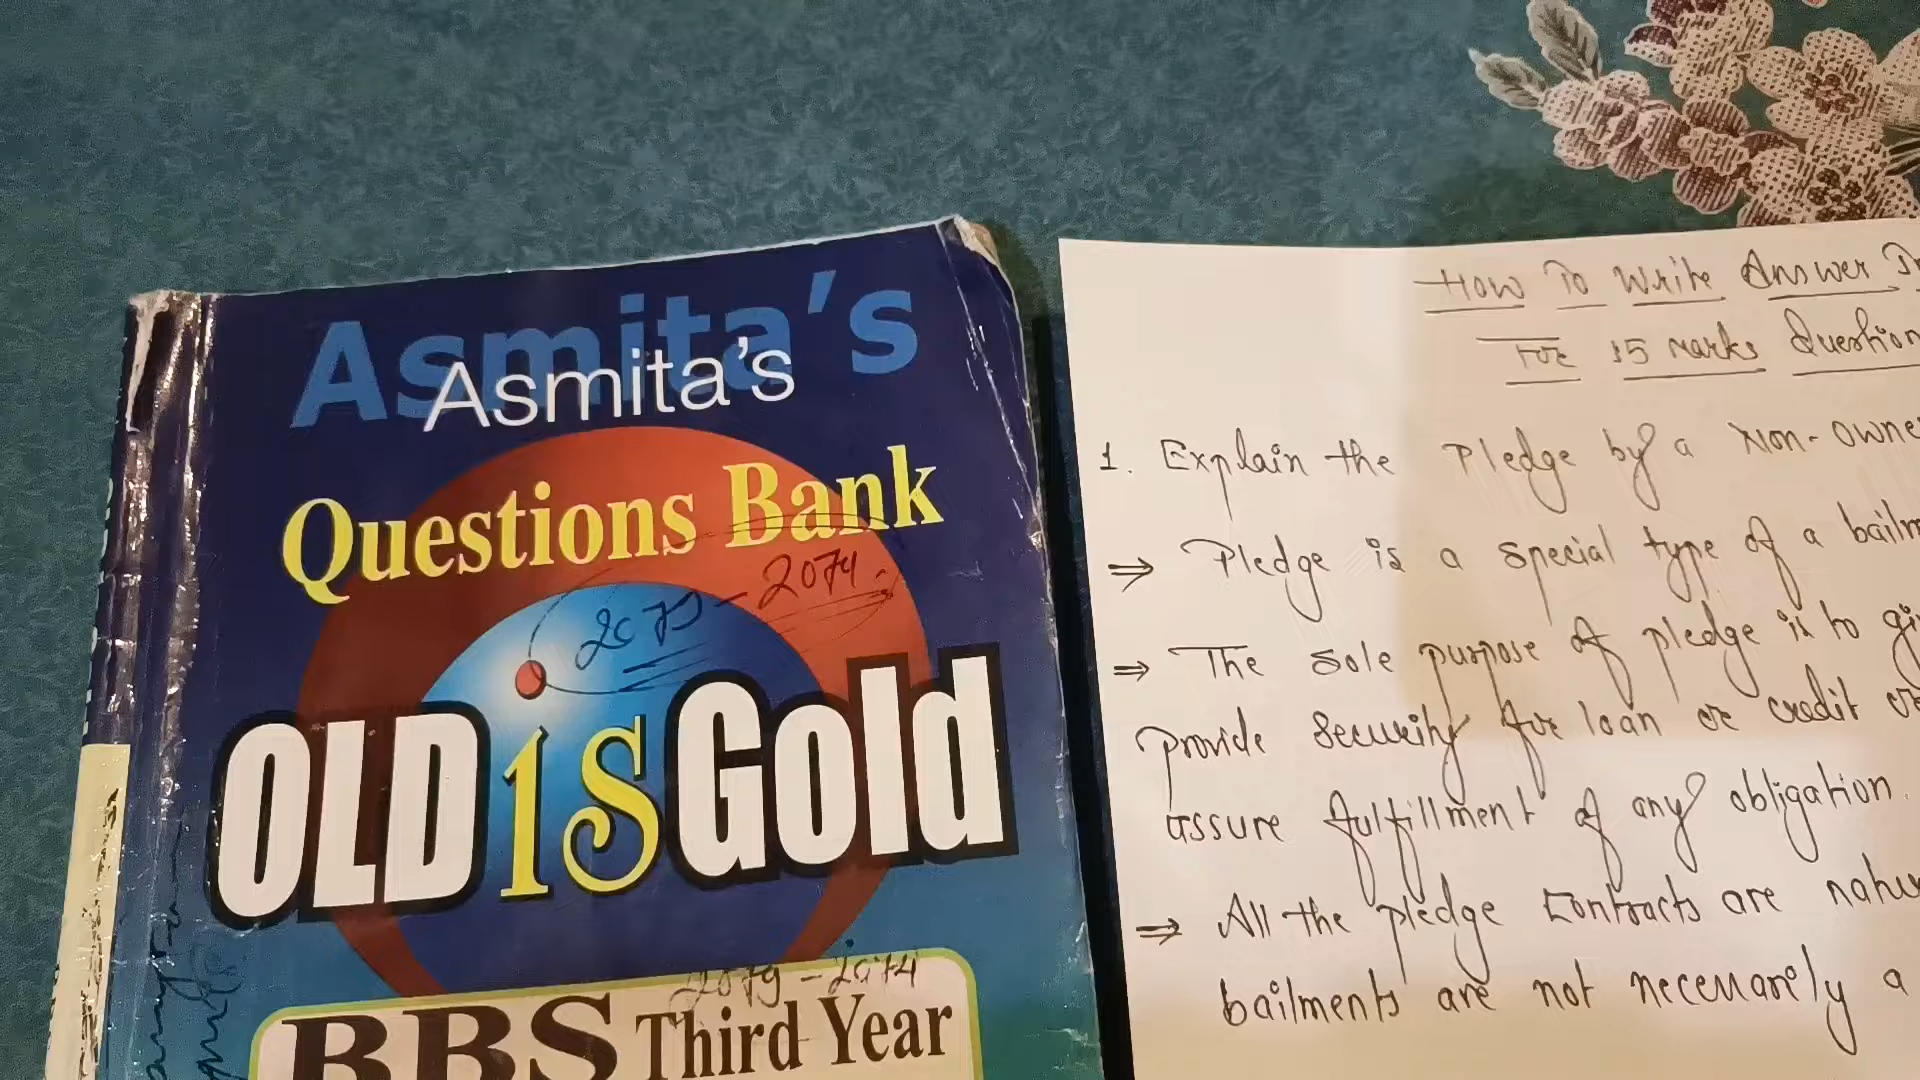 Asmita's
Asmita's
Questions Bank
2079-2074.
OLD is Gold
2079-2074
BBS Third Year
How To Write Answer
For 15 Marks Question
1. Explain the Pledge by a Non-Owne
⇒ Pledge is a special type of a bailm
⇒ The sole purpose of pledge is to gi
provide security for loan or credit or
assure fulfillment of any obligation.
⇒ All the pledge contracts are natur
bailments are not necessarely a